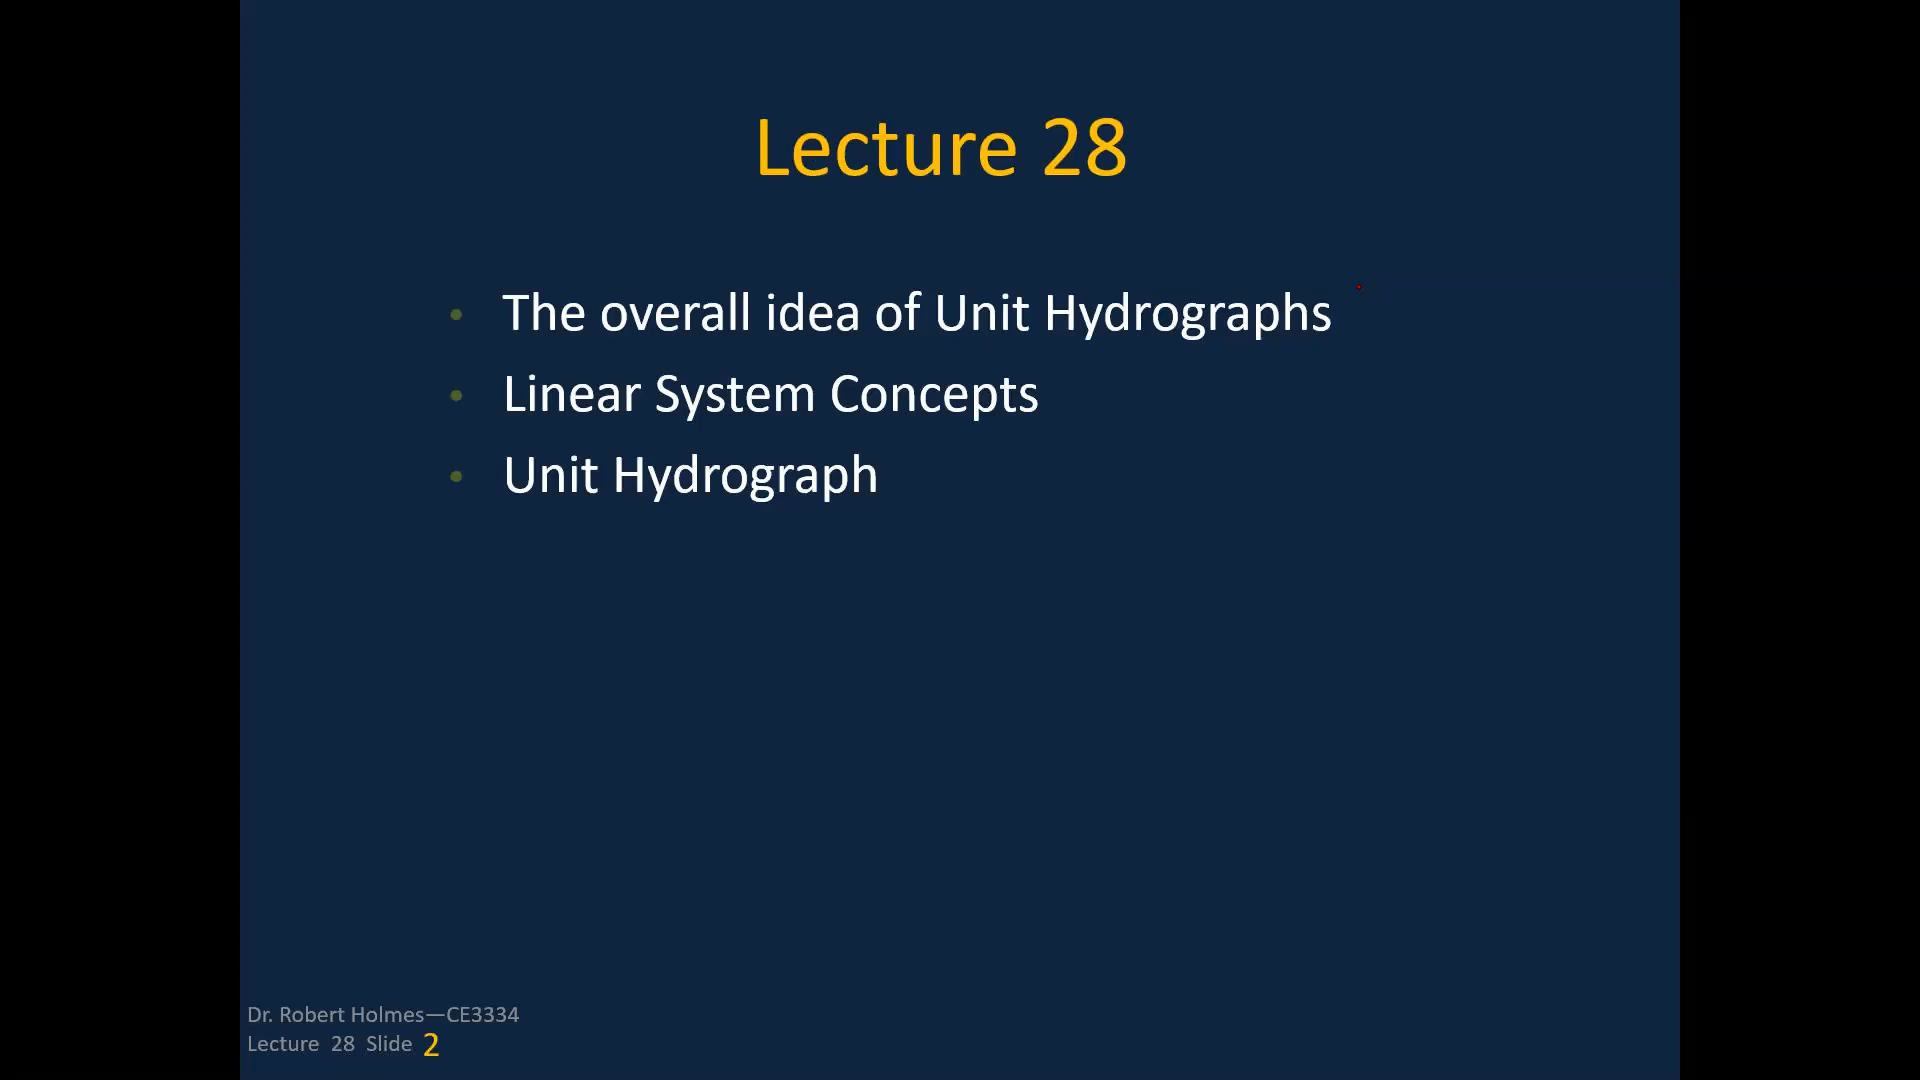 Lecture 28
• The overall idea of Unit Hydrographs
• Linear System Concepts
• Unit Hydrograph
Dr. Robert Holmes—CE3334
Lecture 28 Slide 2